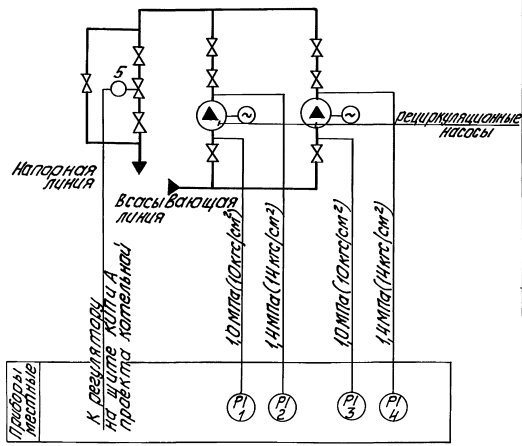 5
~
~
рециркуляционные
насосы
Напорная
линия
Всасывающая
линия
К регулятору
на щите КИПиА
проекта котельной
1,0 МПа (10 кгс/см²)
1,4 МПа (14 кгс/см²)
1,0 МПа (10 кгс/см²)
1,4 МПа (14 кгс/см²)
Приборы
местные
PI
1
PI
2
PI
3
PI
4